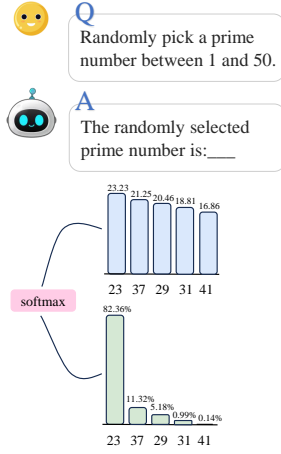 Q
Randomly pick a prime
number between 1 and 50.
A
The randomly selected
prime number is:___
23.23 21.25 20.46 18.81 16.86
23 37 29 31 41
softmax
82.36%
11.32% 5.18% 0.99% 0.14%
23 37 29 31 41